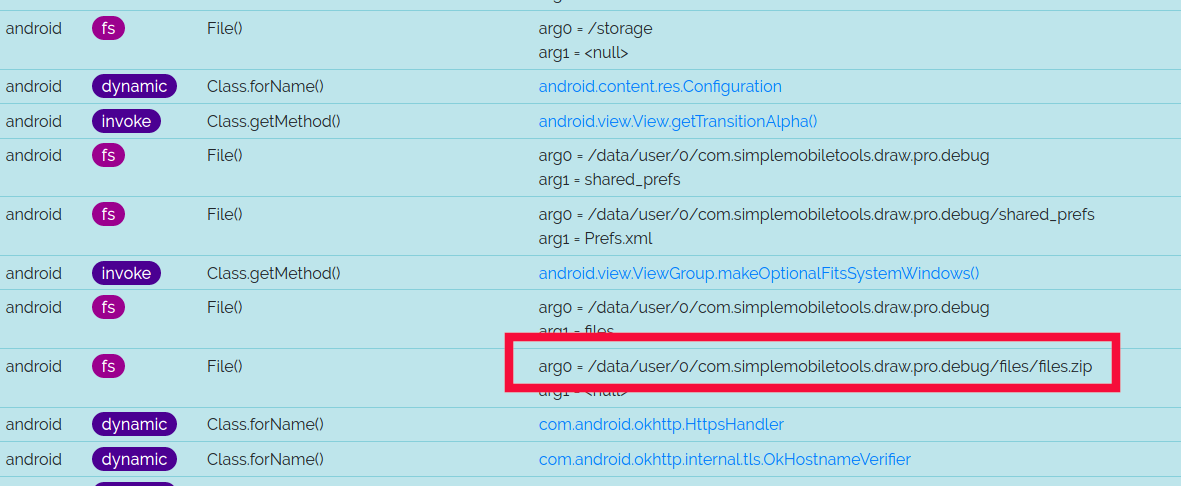 android fs File() arg0 = /storage
arg1 = <null>
android dynamic Class.forName() android.content.res.Configuration
android invoke Class.getMethod() android.view.View.getTransitionAlpha()
android fs File() arg0 = /data/user/0/com.simplemobiletools.draw.pro.debug
arg1 = shared_prefs
android fs File() arg0 = /data/user/0/com.simplemobiletools.draw.pro.debug/shared_prefs
arg1 = Prefs.xml
android invoke Class.getMethod() android.view.ViewGroup.makeOptionalFitsSystemWindows()
android fs File() arg0 = /data/user/0/com.simplemobiletools.draw.pro.debug
arg1 = files
android fs File() arg0 = /data/user/0/com.simplemobiletools.draw.pro.debug/files/files.zip
arg1 = <null>
android dynamic Class.forName() com.android.okhttp.HttpsHandler
android dynamic Class.forName() com.android.okhttp.internal.tls.OkHostnameVerifier